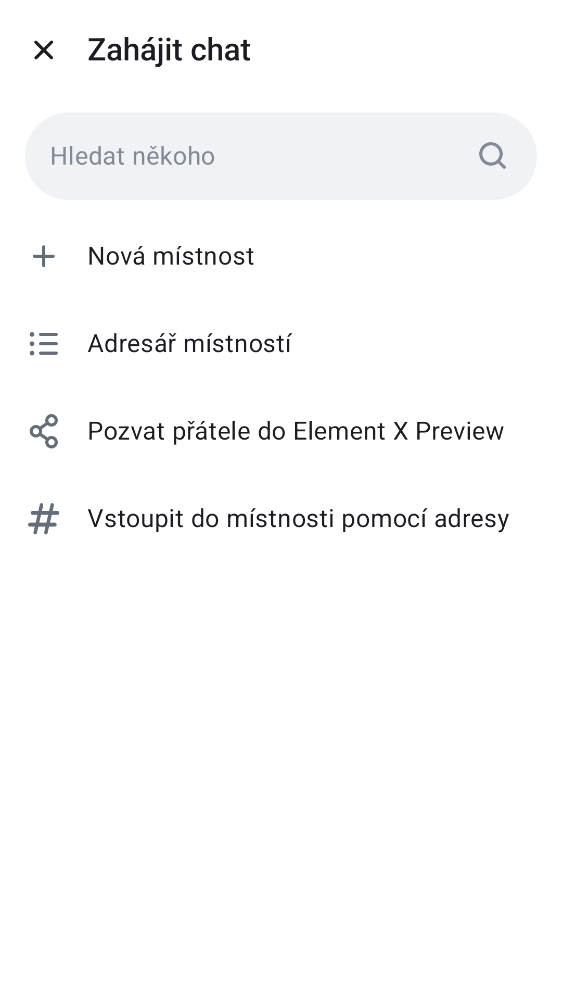 Zahájit chat
Hledat někoho
Nová místnost
Adresář místností
Pozvat přátele do Element X Preview
Vstoupit do místnosti pomocí adresy